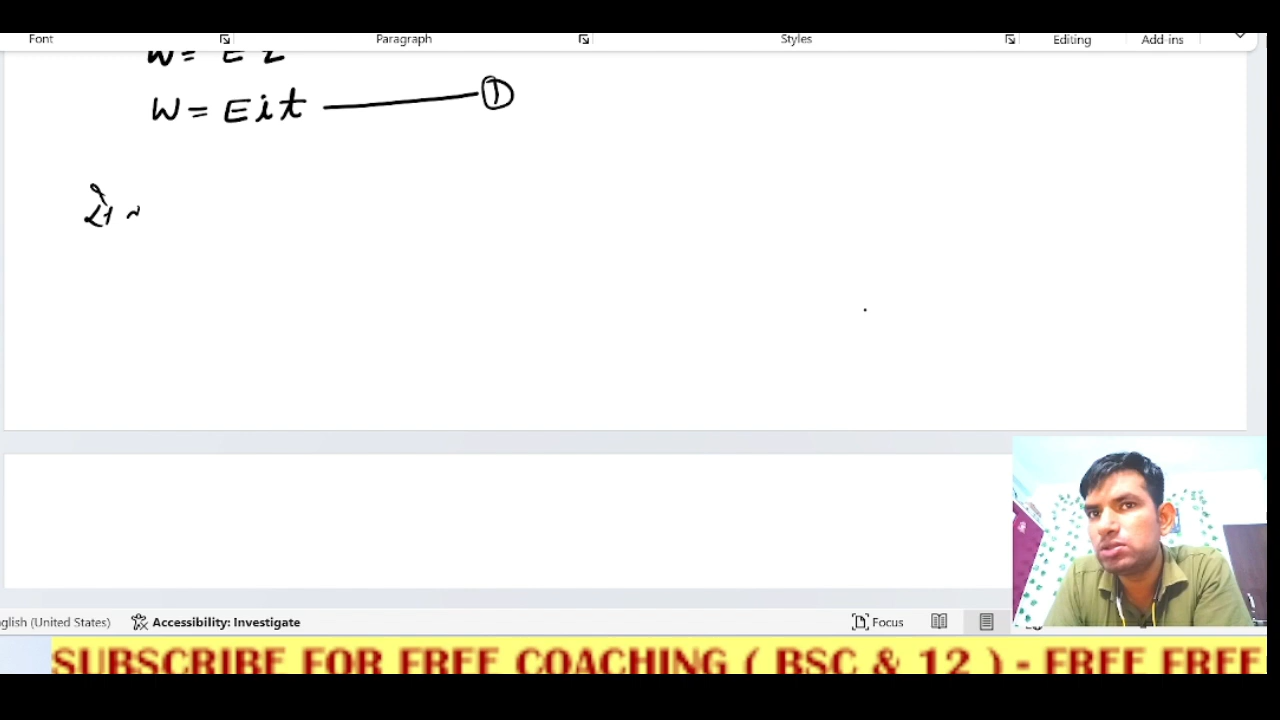 Font Paragraph Styles Editing Add-ins
W = Eit ——— ①
glish (United States) Accessibility: Investigate Focus
SUBSCRIBE FOR FREE COACHING ( BSC & 12 ) - FREE FREE